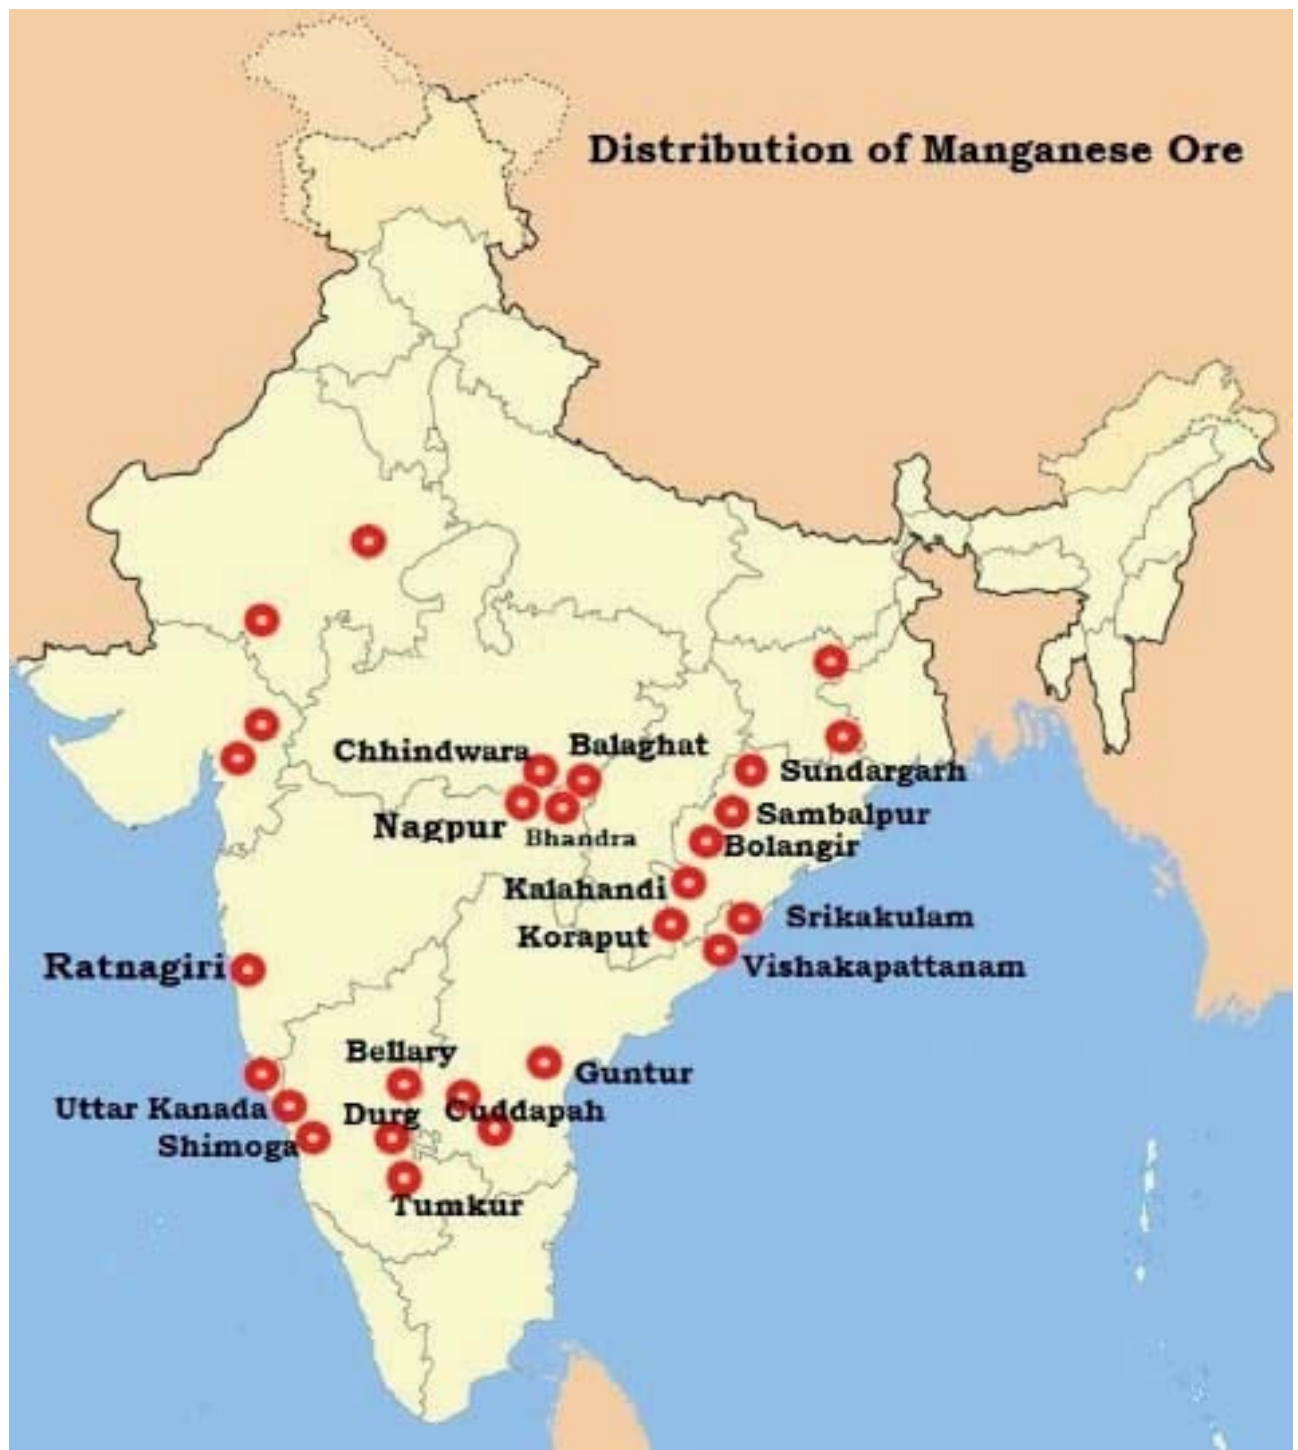 Distribution of Manganese Ore
Chhindwara
Balaghat
Sundargarh
Nagpur
Bhandra
Sambalpur
Bolangir
Kalahandi
Koraput
Srikakulam
Ratnagiri
Vishakapattanam
Bellary
Guntur
Uttar Kanada
Durg
Cuddapah
Shimoga
Tumkur